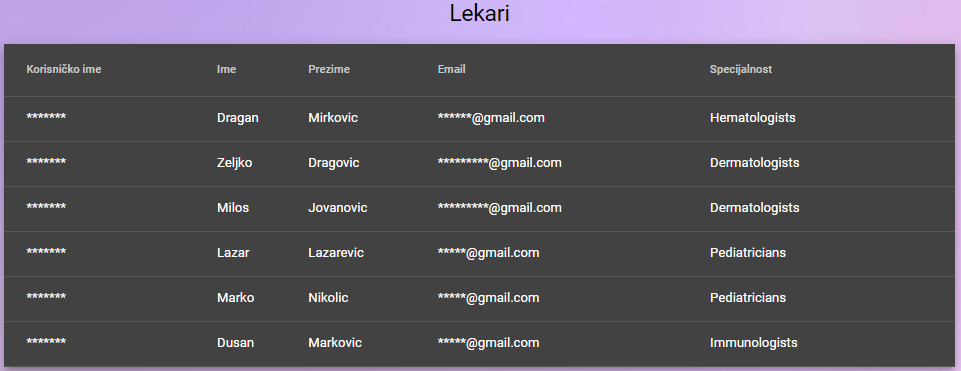 Lekari
Korisničko ime Ime Prezime Email Specijalnost
******* Dragan Mirkovic ******@gmail.com Hematologists
******* Zeljko Dragovic *********@gmail.com Dermatologists
******* Milos Jovanovic *********@gmail.com Dermatologists
******* Lazar Lazarevic *****@gmail.com Pediatricians
******* Marko Nikolic *****@gmail.com Pediatricians
******* Dusan Markovic *****@gmail.com Immunologists